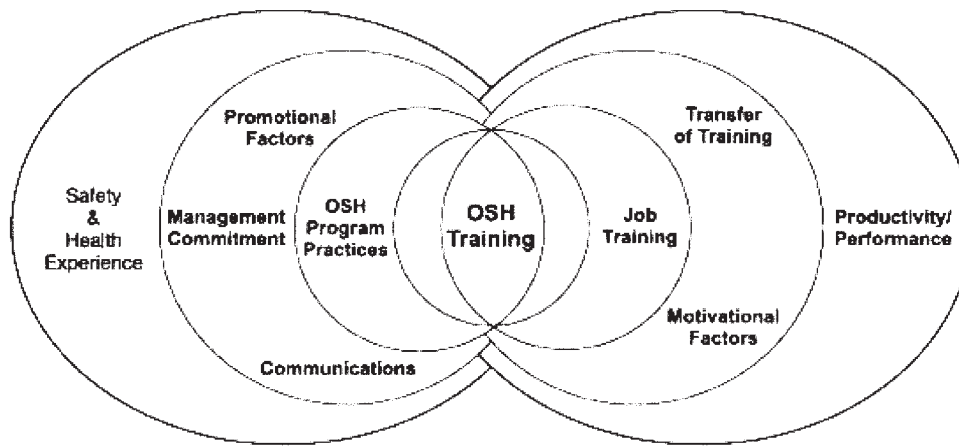 Promotional
Factors
Safety
&
Health
Experience
Management
Commitment
OSH
Program
Practices
Communications
OSH
Training
Job
Training
Transfer
of Training
Motivational
Factors
Productivity/
Performance